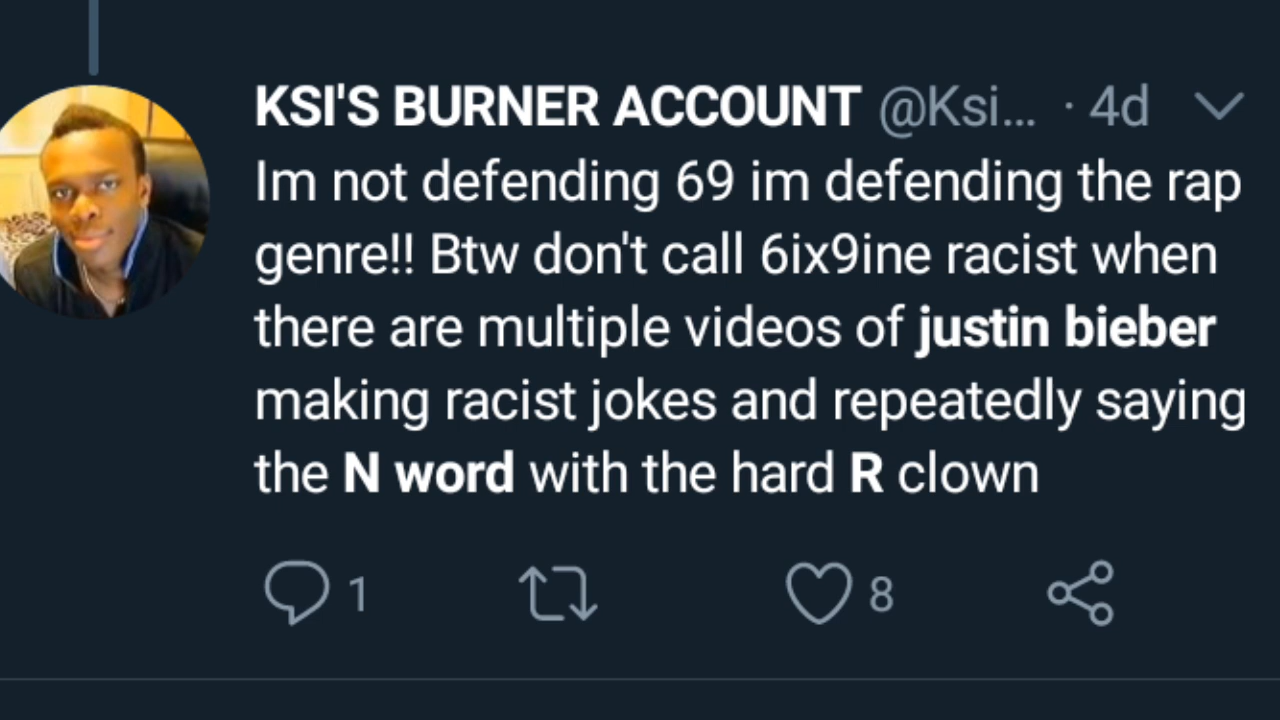 KSI'S BURNER ACCOUNT @Ksi... · 4d
Im not defending 69 im defending the rap
genre!! Btw don't call 6ix9ine racist when
there are multiple videos of justin bieber
making racist jokes and repeatedly saying
the N word with the hard R clown
1 8